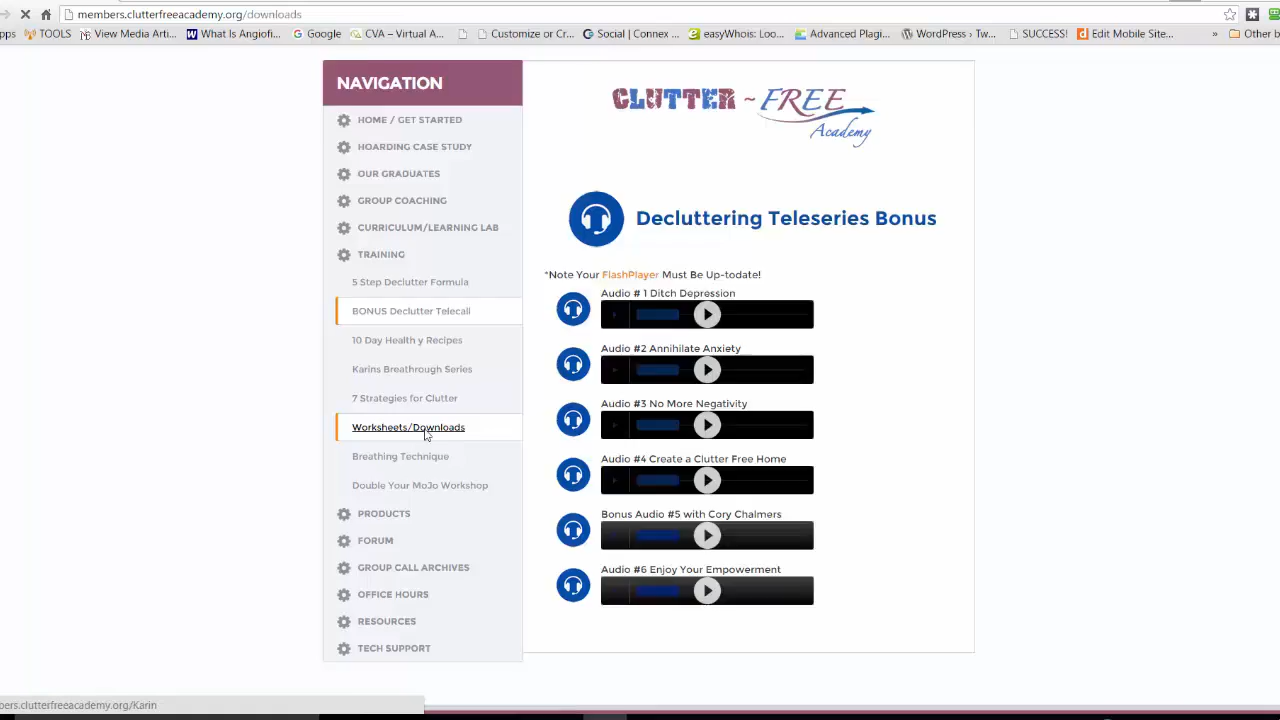 members.clutterfreeacademy.org/downloads
pps TOOLS View Media Arti... What Is Angiofi... Google CVA – Virtual A... Customize or Cr... Social | Connex ... easyWhois: Loo... Advanced Plagi... WordPress › Tw... SUCCESS! Edit Mobile Site... » Other b
NAVIGATION
HOME / GET STARTED
HOARDING CASE STUDY
OUR GRADUATES
GROUP COACHING
CURRICULUM/LEARNING LAB
TRAINING
5 Step Declutter Formula
BONUS Declutter Telecall
10 Day Health y Recipes
Karins Breakthrough Series
7 Strategies for Clutter
Worksheets/Downloads
Breathing Technique
Double Your MoJo Workshop
PRODUCTS
FORUM
GROUP CALL ARCHIVES
OFFICE HOURS
RESOURCES
TECH SUPPORT
CLUTTER ~ FREE
Academy
Decluttering Teleseries Bonus
*Note Your FlashPlayer Must Be Up-todate!
Audio # 1 Ditch Depression
Audio #2 Annihilate Anxiety
Audio #3 No More Negativity
Audio #4 Create a Clutter Free Home
Bonus Audio #5 with Cory Chalmers
Audio #6 Enjoy Your Empowerment
bers.clutterfreeacademy.org/Karin